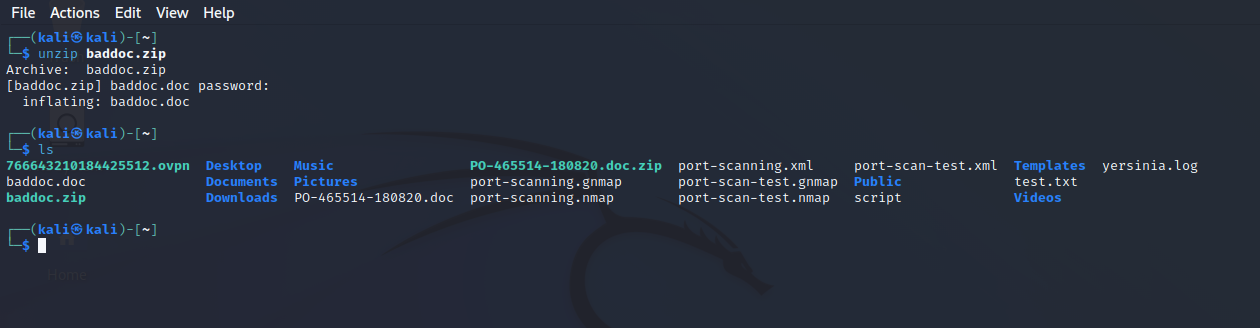 File Actions Edit View Help
┌──(kali㉿kali)-[~]
└─$ unzip baddoc.zip
Archive:  baddoc.zip
[baddoc.zip] baddoc.doc password:
  inflating: baddoc.doc
┌──(kali㉿kali)-[~]
└─$ ls
766643210184425512.ovpn  Desktop    Music                   PO-465514-180820.doc.zip  port-scanning.xml     port-scan-test.xml  Templates  yersinia.log
baddoc.doc               Documents  Pictures                port-scanning.gnmap       port-scan-test.gnmap  Public              test.txt
baddoc.zip               Downloads  PO-465514-180820.doc    port-scanning.nmap        port-scan-test.nmap   script              Videos
┌──(kali㉿kali)-[~]
└─$
Home